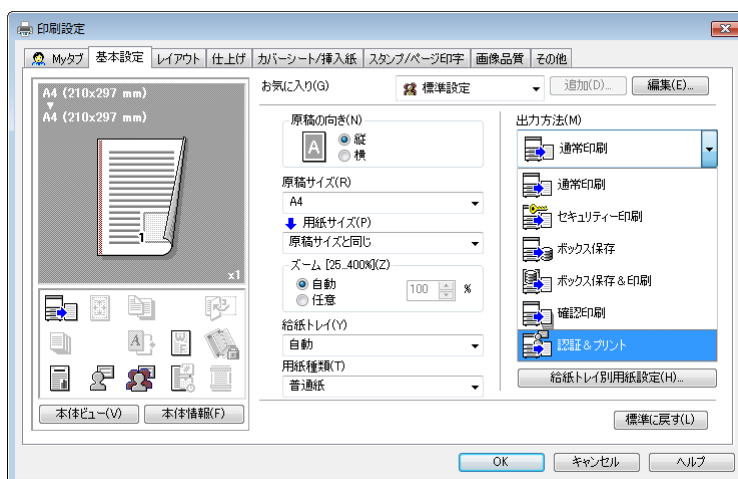 印刷設定
Myタブ 基本設定 レイアウト 仕上げ カバーシート/挿入紙 スタンプ/ページ印字 画像品質 その他
A4 (210x297 mm)
A4 (210x297 mm)
1
x1
本体ビュー(V) 本体情報(F)
お気に入り(G) 標準設定 追加(D)... 編集(E)...
原稿の向き(N)
A
縦
横
原稿サイズ(R)
A4
用紙サイズ(P)
原稿サイズと同じ
ズーム [25..400%](Z)
自動
任意
100 %
給紙トレイ(Y)
自動
用紙種類(T)
普通紙
出力方法(M)
通常印刷
通常印刷
セキュリティー印刷
ボックス保存
ボックス保存&印刷
確認印刷
認証&プリント
給紙トレイ別用紙設定(H)...
標準に戻す(L)
OK キャンセル ヘルプ